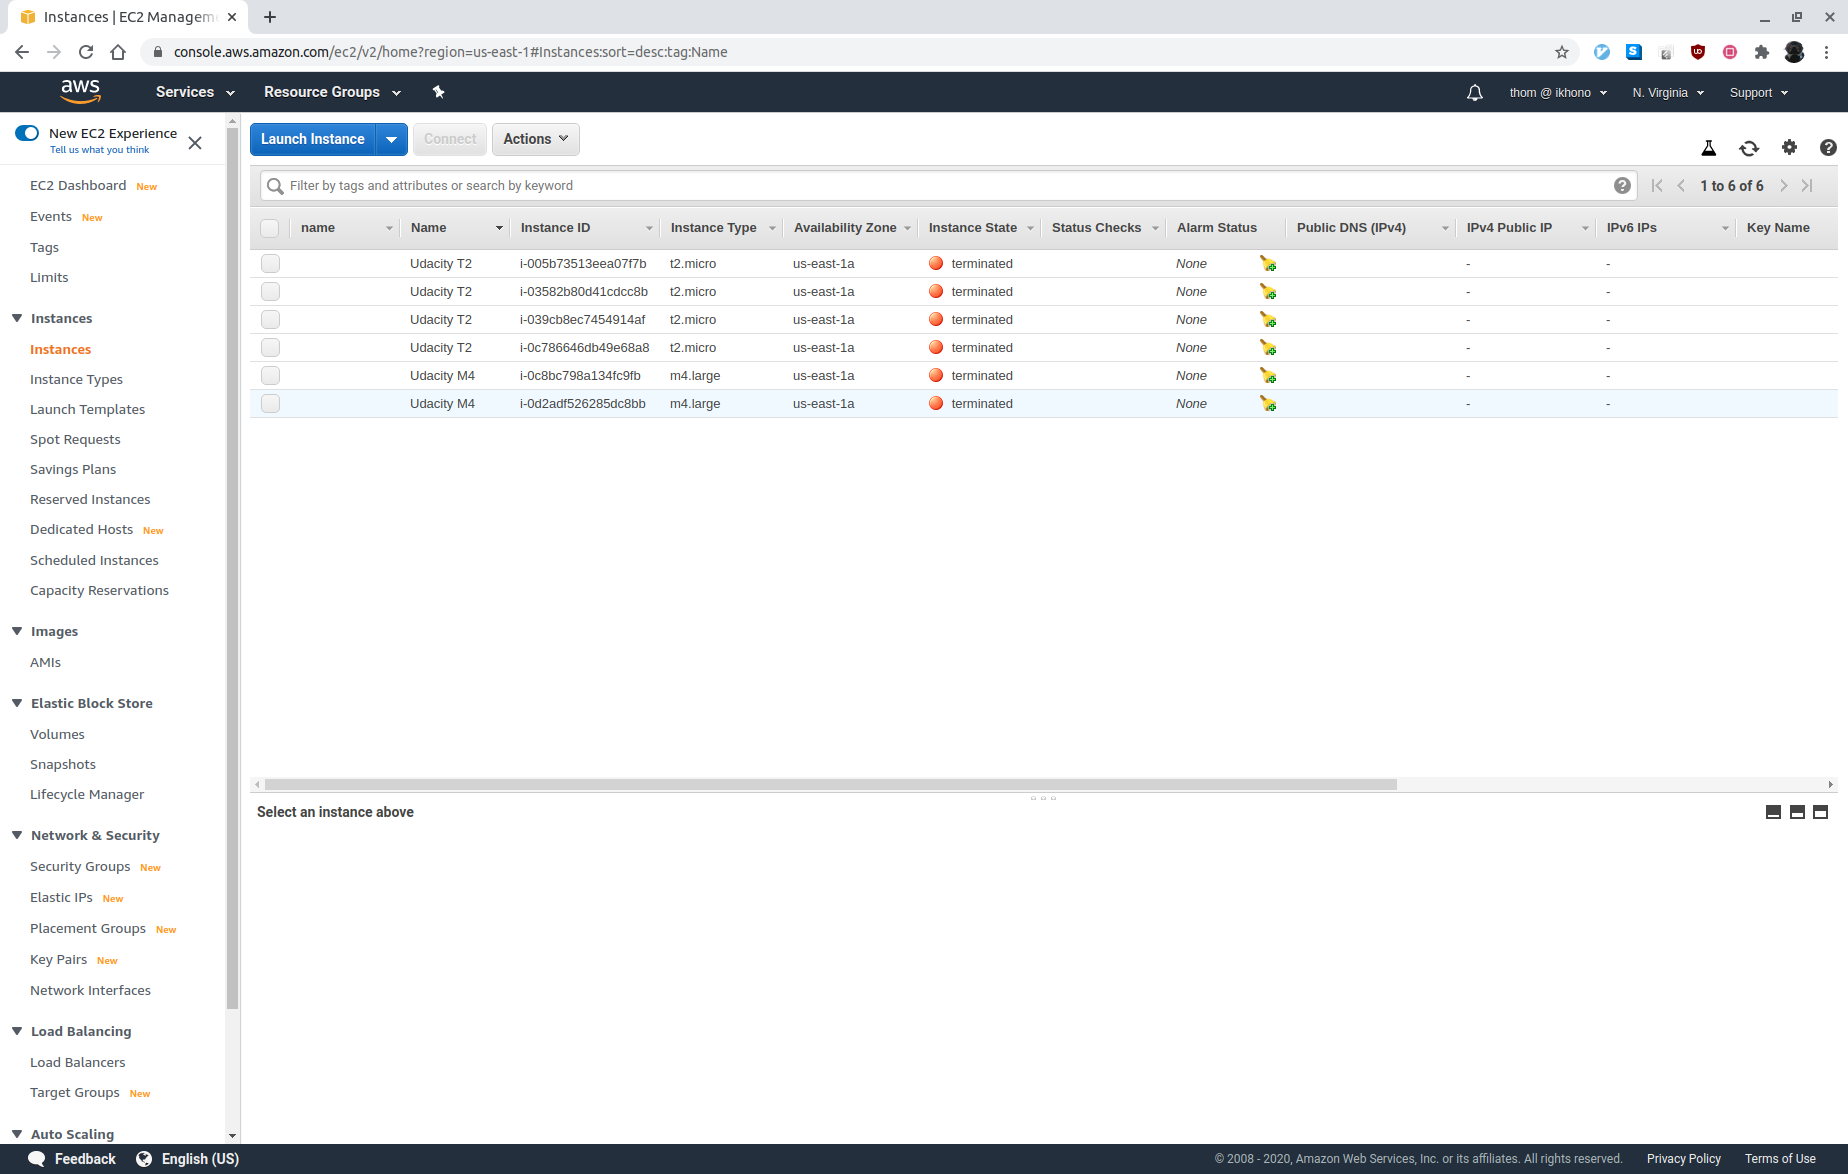 Instances | EC2 Managem
console.aws.amazon.com/ec2/v2/home?region=us-east-1#Instances:sort=desc:tag:Name
aws Services Resource Groups thom @ ikhono N. Virginia Support
New EC2 Experience
Tell us what you think
EC2 Dashboard New
Events New
Tags
Limits
Instances
Instances
Instance Types
Launch Templates
Spot Requests
Savings Plans
Reserved Instances
Dedicated Hosts New
Scheduled Instances
Capacity Reservations
Images
AMIs
Elastic Block Store
Volumes
Snapshots
Lifecycle Manager
Network & Security
Security Groups New
Elastic IPs New
Placement Groups New
Key Pairs New
Network Interfaces
Load Balancing
Load Balancers
Target Groups New
Auto Scaling
Launch Instance Connect Actions
Filter by tags and attributes or search by keyword 1 to 6 of 6
name Name Instance ID Instance Type Availability Zone Instance State Status Checks Alarm Status Public DNS (IPv4) IPv4 Public IP IPv6 IPs Key Name
Udacity T2 i-005b73513eea07f7b t2.micro us-east-1a terminated None - -
Udacity T2 i-03582b80d41cdcc8b t2.micro us-east-1a terminated None - -
Udacity T2 i-039cb8ec7454914af t2.micro us-east-1a terminated None - -
Udacity T2 i-0c786646db49e68a8 t2.micro us-east-1a terminated None - -
Udacity M4 i-0c8bc798a134fc9fb m4.large us-east-1a terminated None - -
Udacity M4 i-0d2adf526285dc8bb m4.large us-east-1a terminated None - -
Select an instance above
Feedback English (US) © 2008 - 2020, Amazon Web Services, Inc. or its affiliates. All rights reserved. Privacy Policy Terms of Use